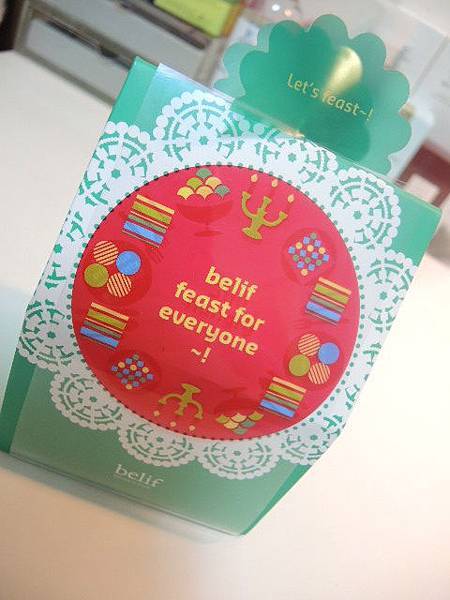 Let's feast~!
belif
feast for
everyone
~!
belif